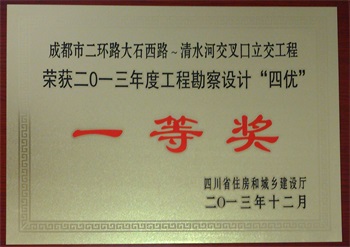 成都市二环路大石西路~清水河交叉口立交工程
荣获二〇一三年度工程勘察设计“四优”
一等奖
四川省住房和城乡建设厅
二〇一三年十二月